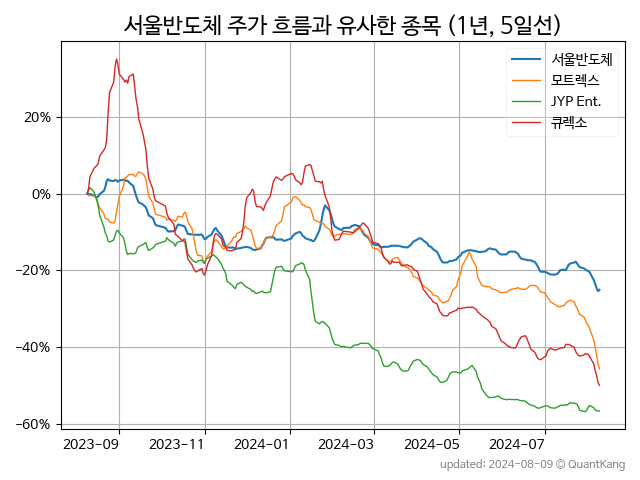 서울반도체 주가 흐름과 유사한 종목 (1년, 5일선)
서울반도체
모트렉스
JYP Ent.
큐렉소
20%
0%
−20%
−40%
−60%
2023-09 2023-11 2024-01 2024-03 2024-05 2024-07
updated: 2024-08-09 © QuantKang